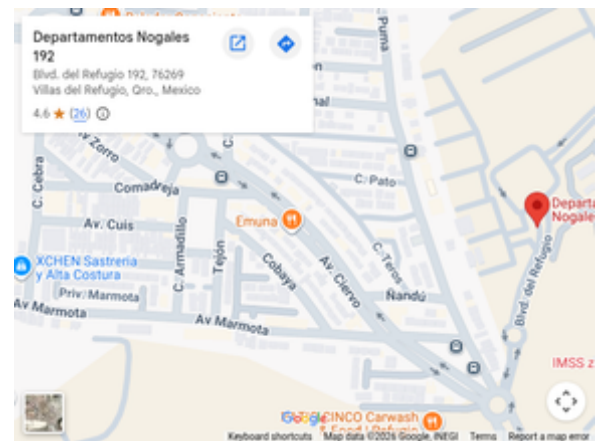 Departamentos Nogales
192
Blvd. del Refugio 192, 76269
Villas del Refugio, Qro., Mexico
4.6 ★ (26)
C. Puma
C. Cebra
Av Zorro
Comadreja
C. Pato
Av. Cuis
Emuna
C. Armadillo
Tejón
Cobaya
Av. Ciervo
C. Teros
Ñandú
XCHEN Sastreria
y Alta Costura
Priv. Marmota
Av Marmota
Av Marmota
Departa
Nogale
Blvd. del Refugio
IMSS z
CINCO Carwash
& Food | Refugio
Google
Keyboard shortcuts
Map data ©2026 Google, INEGI
Terms
Report a map error